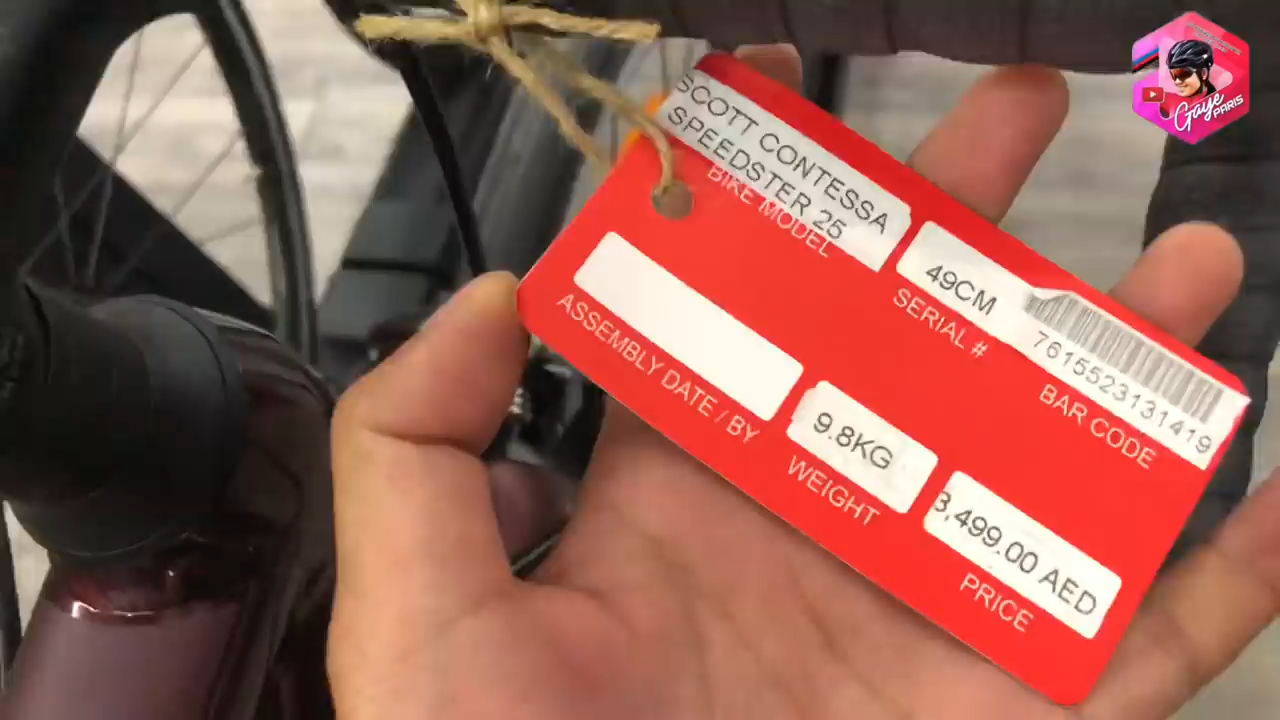 SCOTT CONTESSA
SPEEDSTER 25
BIKE MODEL
49CM
SERIAL #
7615523131419
BAR CODE
ASSEMBLY DATE / BY
9.8KG
WEIGHT
3,499.00 AED
PRICE
Gaye
PARIS